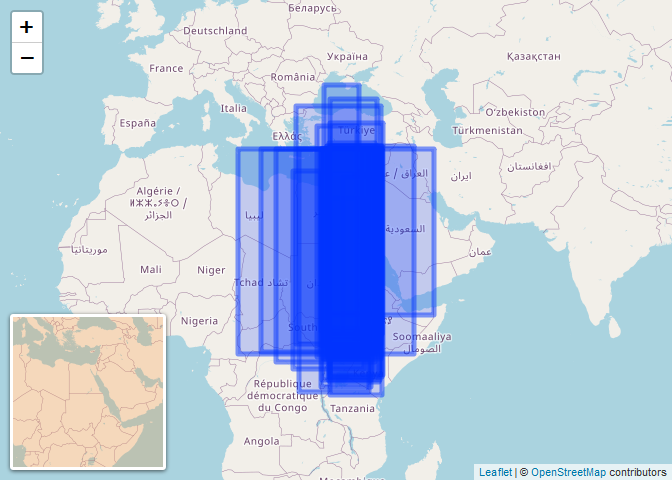 +
−
Беларусь
Deutschland
Україна
Қазақстан
France
România
Italia
O'zbekiston
España
Ελλάς
Türkiye
Türkmenistan
افغانستان
ایران
العراق /
Algérie /
ⵍⵣⵣⴰⵢⴻⵔ /
الجزائر
ليبيا
السعودية
عمان
موريتانيا
Mali
Niger
Tchad تشاد
Nigeria
South
Soomaaliya
الصومال
République
démocratique
du Congo
Tanzania
Angola
Moçambique
Leaflet | © OpenStreetMap contributors